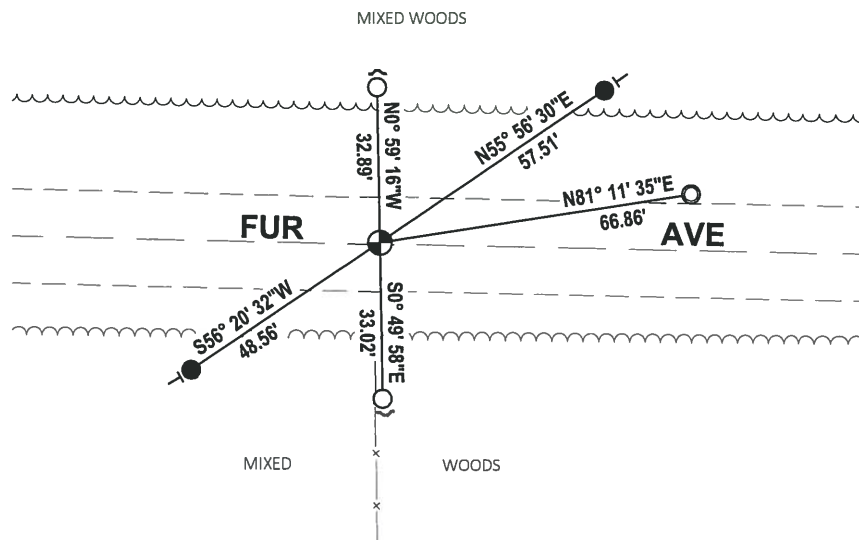 MIXED WOODS
N0° 59' 16"W
32.89'
N55° 56' 30"E
57.51'
N81° 11' 35"E
66.86'
FUR AVE
S56° 20' 32"W
48.56'
S0° 49' 58"E
33.02'
MIXED WOODS